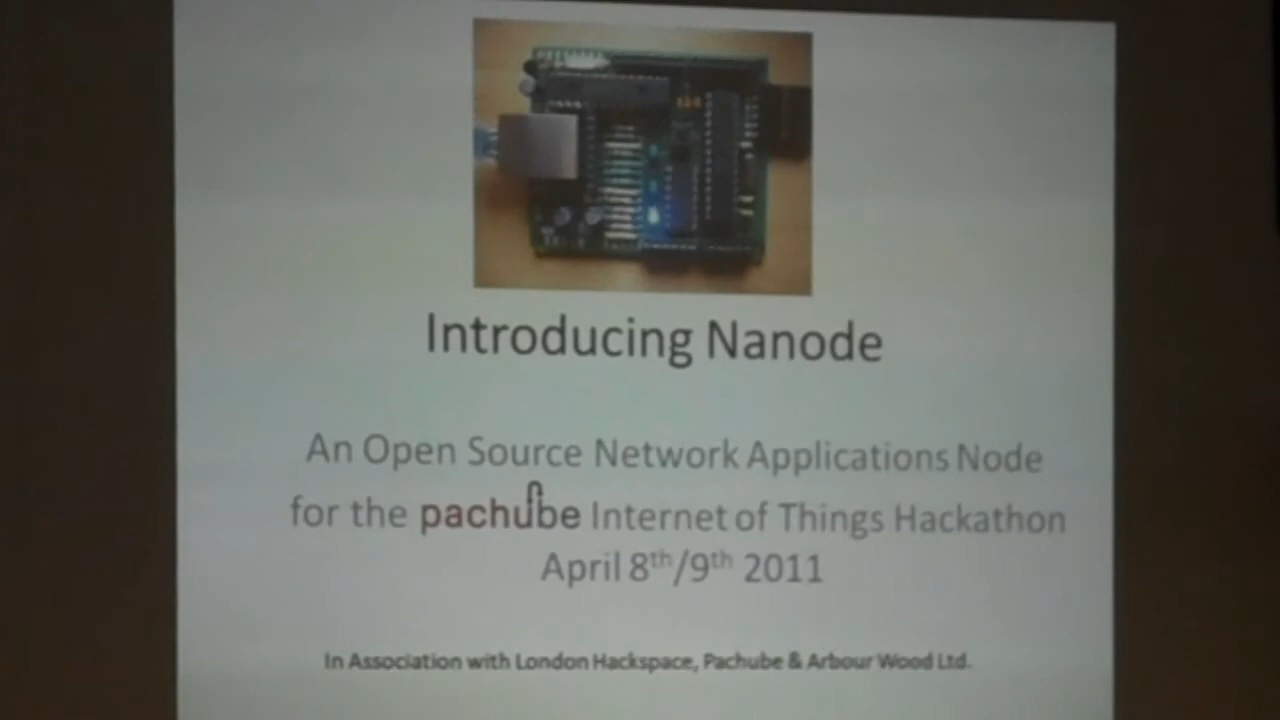 Introducing Nanode
An Open Source Network Applications Node
for the pachube Internet of Things Hackathon
April 8th/9th 2011
In Association with London Hackspace, Pachube & Arbour Wood Ltd.